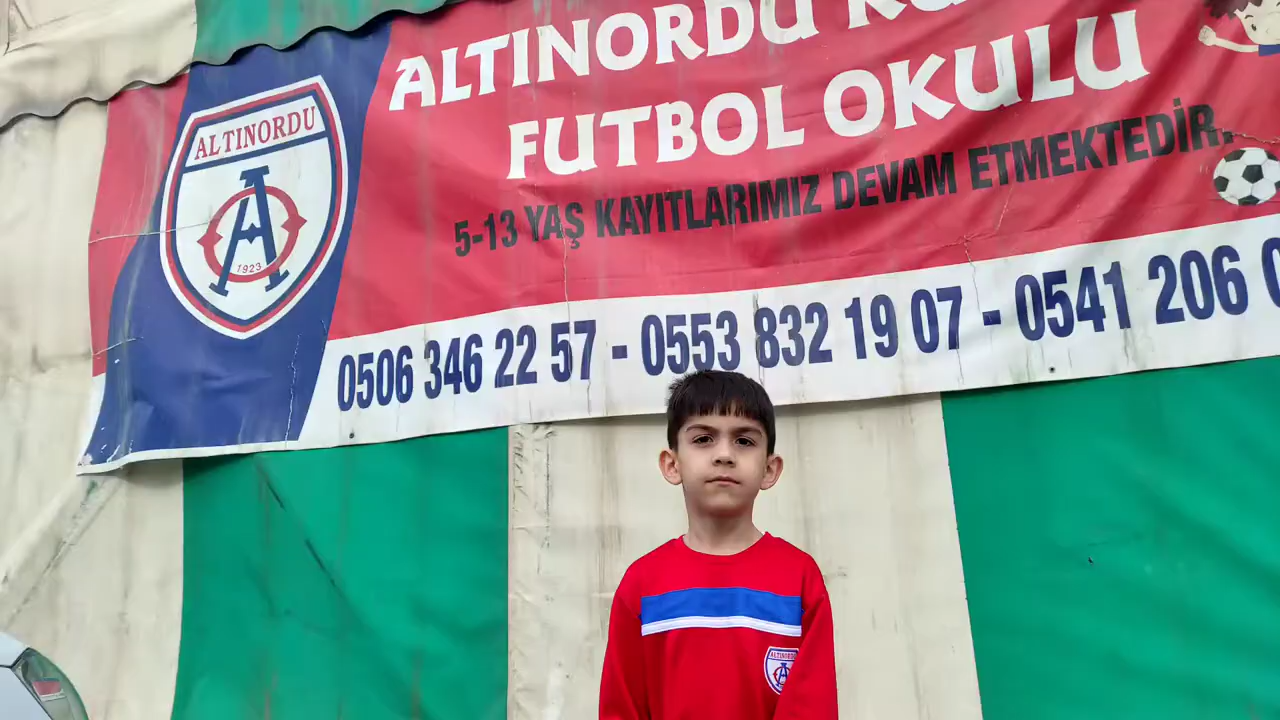 ALTINORDU
FUTBOL OKULU
5-13 YAŞ KAYITLARIMIZ DEVAM ETMEKTEDİR.
0506 346 22 57 - 0553 832 19 07 - 0541 206
ALTINORDU
A
1923
ALTINORDU